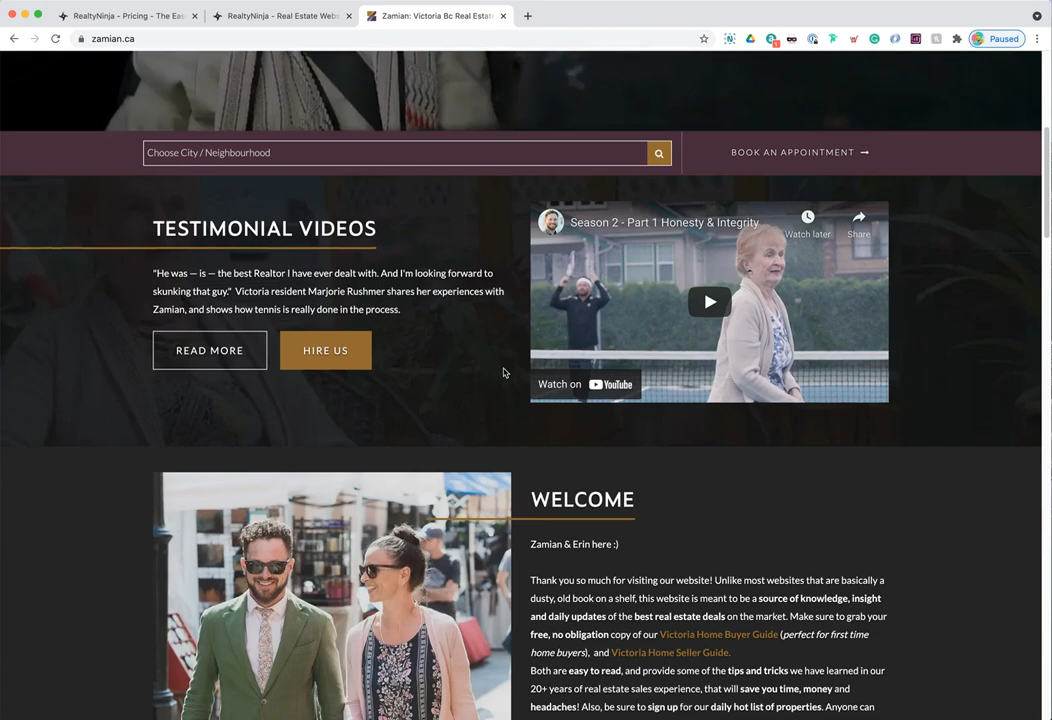 RealtyNinja - Pricing - The Eas
RealtyNinja - Real Estate Webs
Zamian: Victoria Bc Real Estat
zamian.ca
1
Paused
Choose City / Neighbourhood
BOOK AN APPOINTMENT
TESTIMONIAL VIDEOS
"He was — is — the best Realtor I have ever dealt with. And I'm looking forward to
skunking that guy." Victoria resident Marjorie Rushmer shares her experiences with
Zamian, and shows how tennis is really done in the process.
READ MORE
HIRE US
Season 2 - Part 1 Honesty & Integrity
Watch later
Share
Watch on YouTube
WELCOME
Zamian & Erin here :)
Thank you so much for visiting our website! Unlike most websites that are basically a
dusty, old book on a shelf, this website is meant to be a source of knowledge, insight
and daily updates of the best real estate deals on the market. Make sure to grab your
free, no obligation copy of our Victoria Home Buyer Guide (perfect for first time
home buyers), and Victoria Home Seller Guide.
Both are easy to read, and provide some of the tips and tricks we have learned in our
20+ years of real estate sales experience, that will save you time, money and
headaches! Also, be sure to sign up for our daily hot list of properties. Anyone can